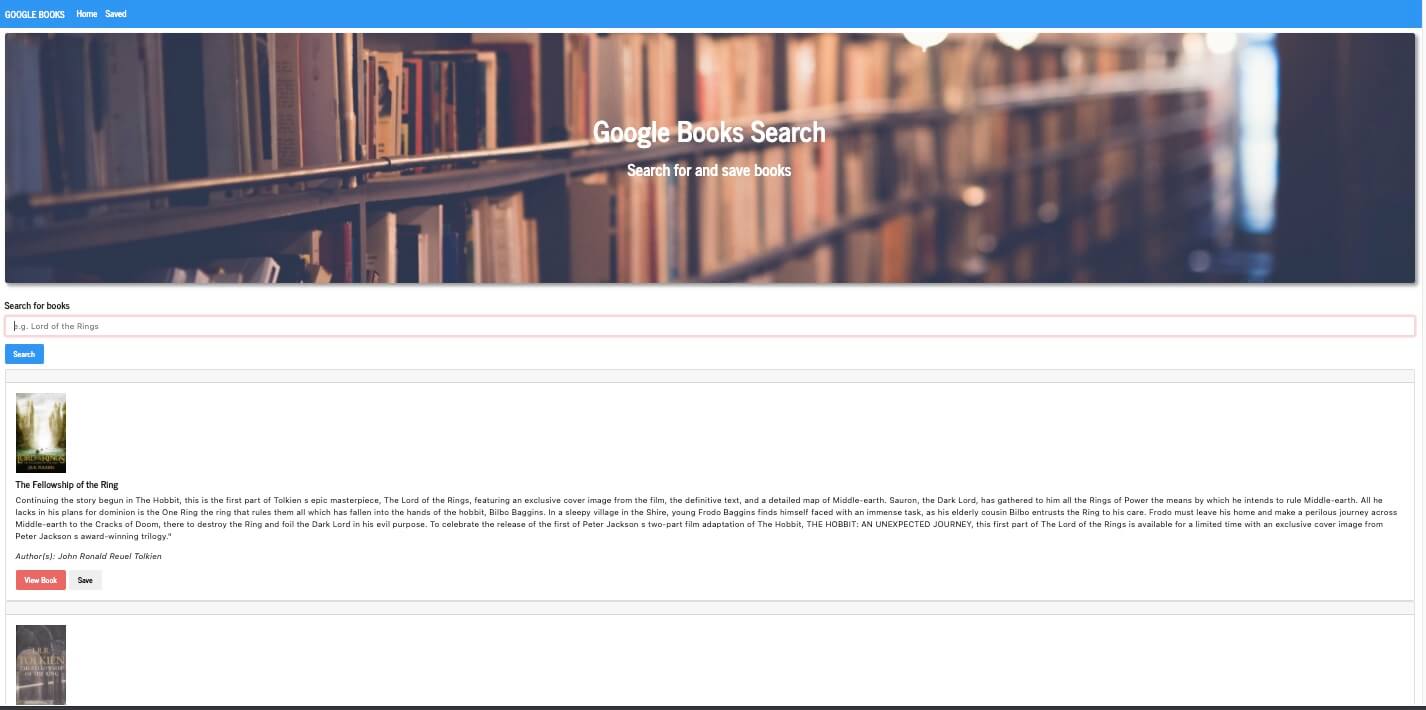 GOOGLE BOOKS Home Saved
Google Books Search
Search for and save books
Search for books
e.g. Lord of the Rings
Search
The Fellowship of the Ring
Continuing the story begun in The Hobbit, this is the first part of Tolkien s epic masterpiece, The Lord of the Rings, featuring an exclusive cover image from the film, the definitive text, and a detailed map of Middle-earth. Sauron, the Dark Lord, has gathered to him all the Rings of Power the means by which he intends to rule Middle-earth. All he
lacks in his plans for dominion is the One Ring the ring that rules them all which has fallen into the hands of the hobbit, Bilbo Baggins. In a sleepy village in the Shire, young Frodo Baggins finds himself faced with an immense task, as his elderly cousin Bilbo entrusts the Ring to his care. Frodo must leave his home and make a perilous journey across
Middle-earth to the Cracks of Doom, there to destroy the Ring and foil the Dark Lord in his evil purpose. To celebrate the release of the first of Peter Jackson s two-part film adaptation of The Hobbit, THE HOBBIT: AN UNEXPECTED JOURNEY, this first part of The Lord of the Rings is available for a limited time with an exclusive cover image from
Peter Jackson s award-winning trilogy."
Author(s): John Ronald Reuel Tolkien
View Book Save
J.R.R.
TOLKIEN
THE FELLOWSHIP
OF THE RING